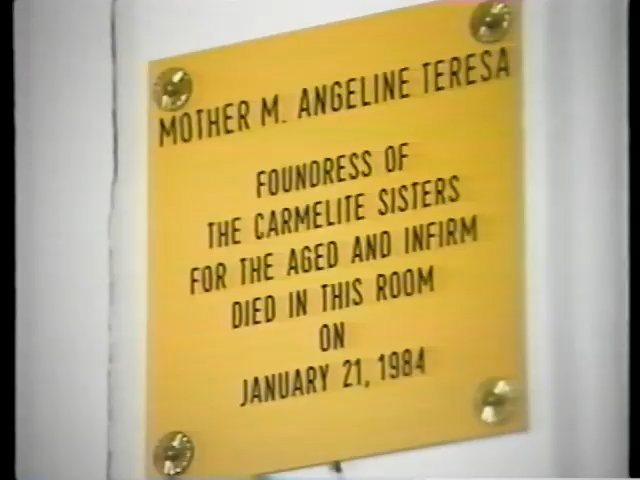 MOTHER M. ANGELINE TERESA
FOUNDRESS OF
THE CARMELITE SISTERS
FOR THE AGED AND INFIRM
DIED IN THIS ROOM
ON
JANUARY 21, 1984